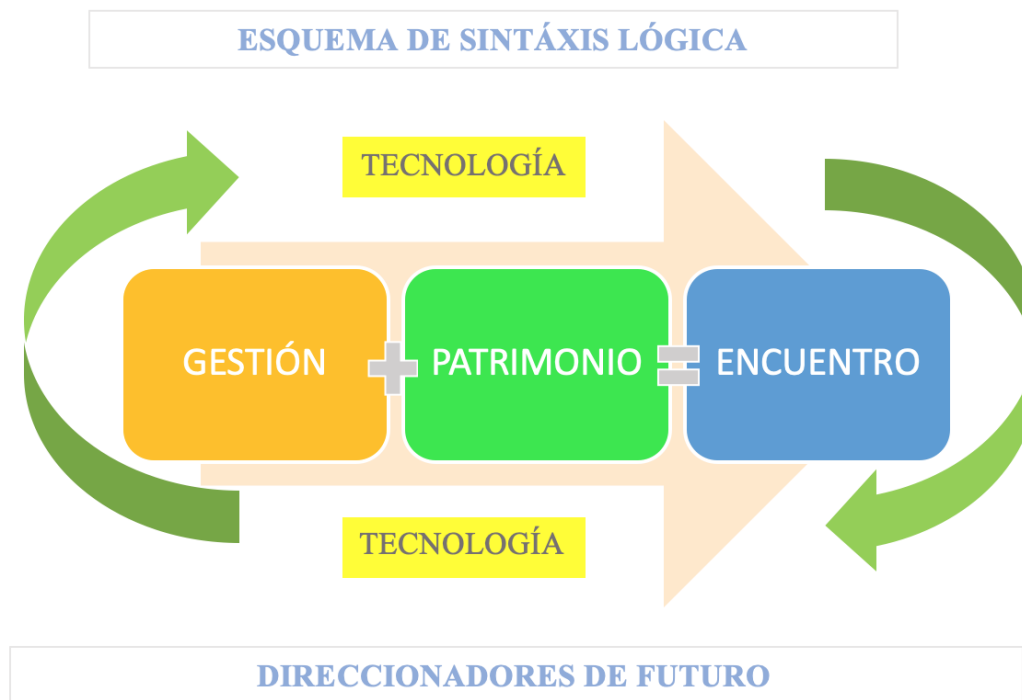 ESQUEMA DE SINTÁXIS LÓGICA
TECNOLOGÍA
GESTIÓN + PATRIMONIO = ENCUENTRO
TECNOLOGÍA
DIRECCIONADORES DE FUTURO